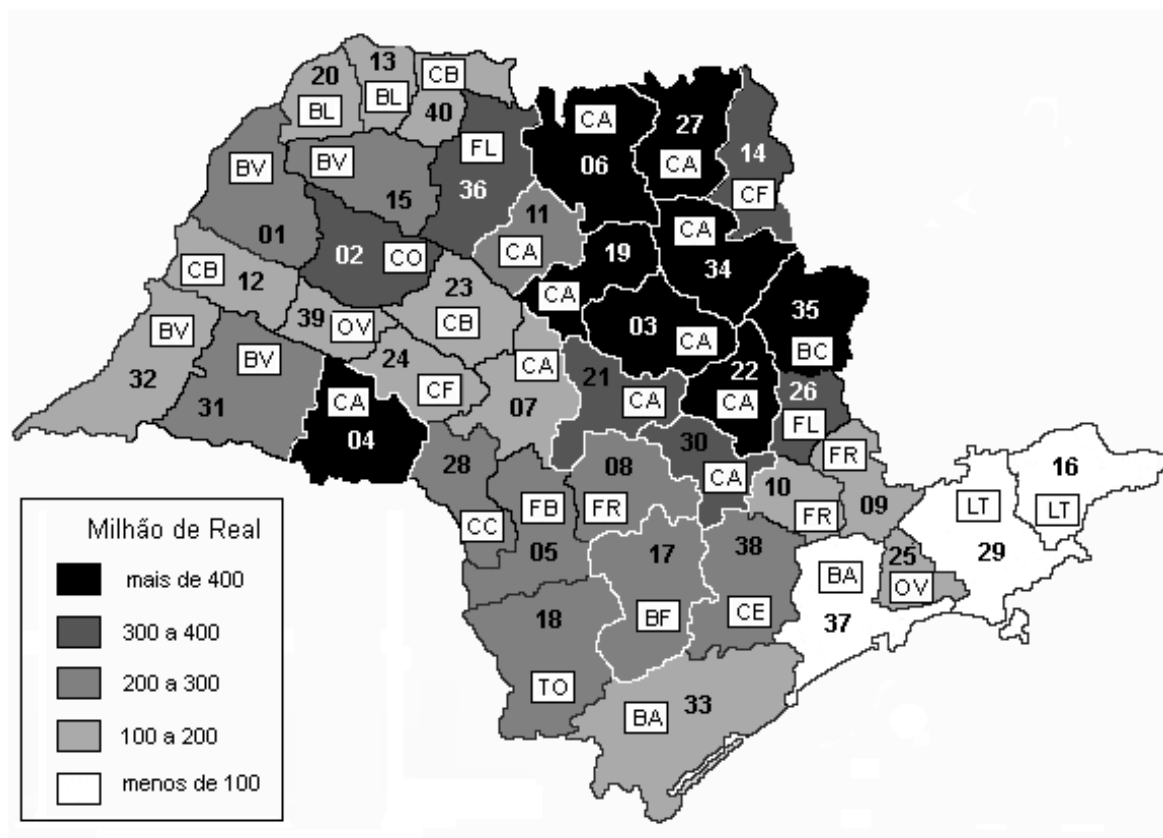 20
BL
13
BL
CB
40
BV
01
BV
15
FL
36
CA
06
27
CA
14
CF
02
CO
11
CA
19
CA
CA
34
CB
12
39
OV
23
CB
CA
03
CA
35
BC
BV
32
BV
31
24
CF
CA
07
21
CA
22
CA
26
FL
CA
04
28
CC
FB
05
08
FR
30
CA
10
FR
FR
09
16
LT
LT
29
17
BF
38
CE
BA
37
25
OV
18
TO
BA
33
Milhão de Real
mais de 400
300 a 400
200 a 300
100 a 200
menos de 100